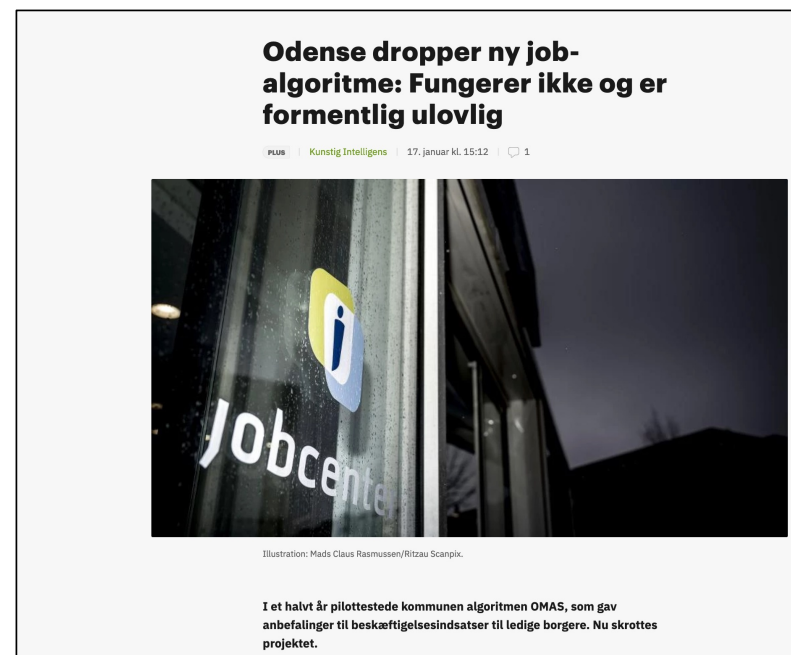 Odense dropper ny job-
algoritme: Fungerer ikke og er
formentlig ulovlig
PLUS | Kunstig Intelligens | 17. januar kl. 15:12 | 1
j
jobcenter
Illustration: Mads Claus Rasmussen/Ritzau Scanpix.
I et halvt år pilottestede kommunen algoritmen OMAS, som gav
anbefalinger til beskæftigelsesindsatser til ledige borgere. Nu skrottes
projektet.